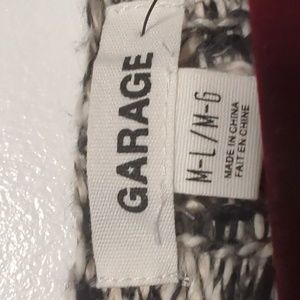 GARAGE
M-L/M-G
MADE IN CHINA
FAIT EN CHINE